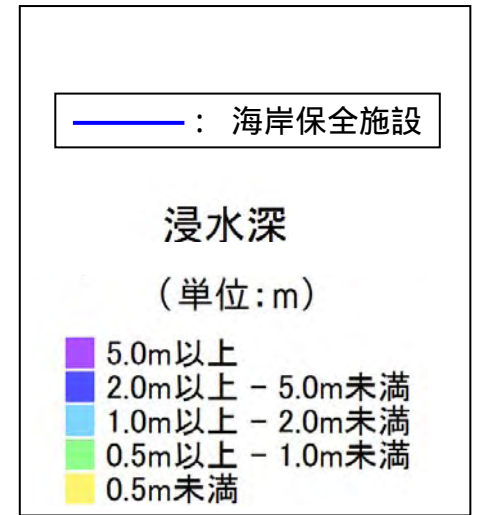 : 海岸保全施設
浸水深
(単位:m)
5.0m以上
2.0m以上 - 5.0m未満
1.0m以上 - 2.0m未満
0.5m以上 - 1.0m未満
0.5m未満